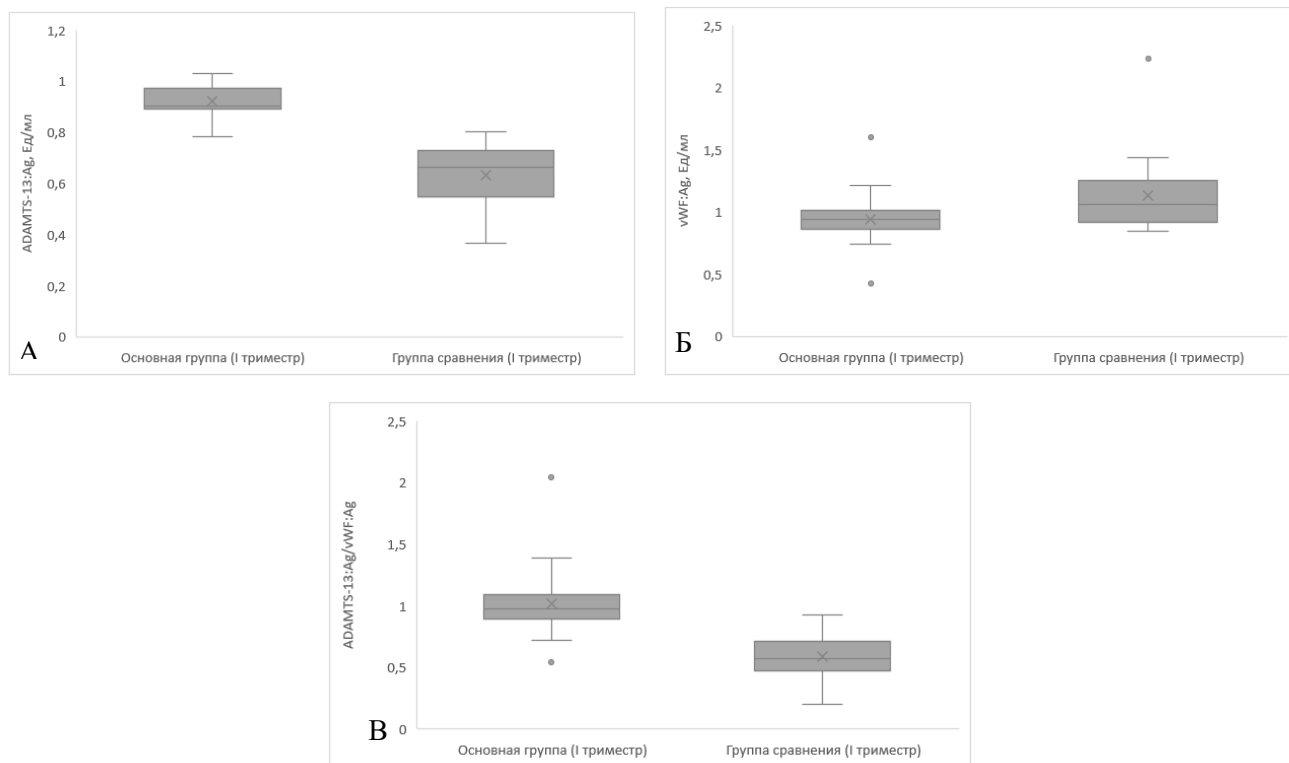 1,2
1
0,8
0,6
0,4
0,2
0
ADAMTS-13:Ag, Ед/мл
Основная группа (I триместр) Группа сравнения (I триместр)
А
2,5
2
1,5
1
0,5
0
vWF:Ag, Ед/мл
Основная группа (I триместр) Группа сравнения (I триместр)
Б
2,5
2
1,5
1
0,5
0
ADAMTS-13:Ag/vWF:Ag
Основная группа (I триместр) Группа сравнения (I триместр)
В